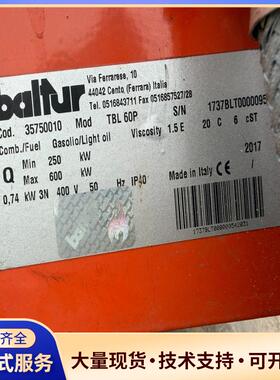 齐全
baltur
Via Ferrarese, 10
44042 Cento, (Ferrara) Italia
Tel. 0516843711 Fax 0516857527/28
Cod. 35750010 Mod TBL 60P S/N 1737BLT0000095
Comb./Fuel Gasolio/Light oil Viscosity 1.5 E 20 C 6 cST
Q Min 250 kW
Max 600 kW 2017
0,74 kW 3N 400 V 50 Hz IP40 Made in Italy /
式服务
大量现货·技术支持·可开